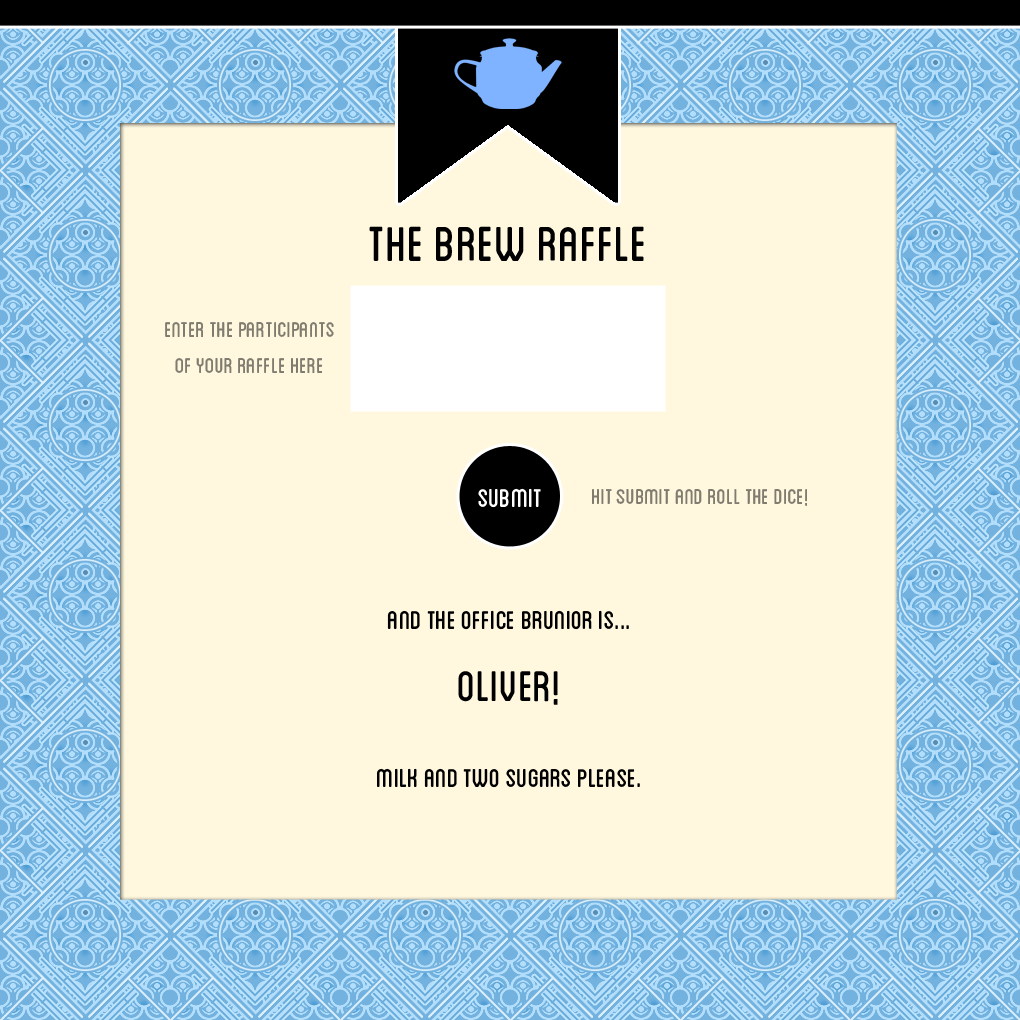 THE BREW RAFFLE
ENTER THE PARTICIPANTS
OF YOUR RAFFLE HERE
SUBMIT
HIT SUBMIT AND ROLL THE DICE!
AND THE OFFICE BRUNIOR IS...
OLIVER!
MILK AND TWO SUGARS PLEASE.